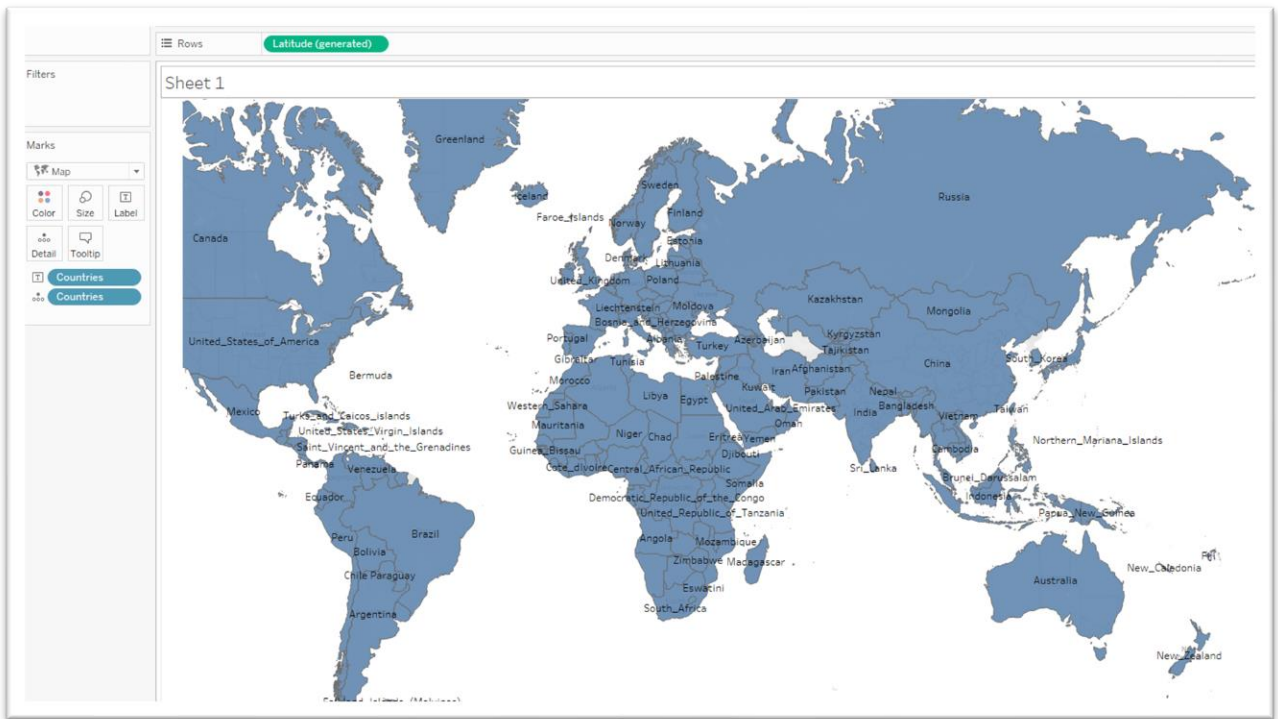 Rows
Latitude (generated)
Filters
Sheet 1
Marks
Map
Color
Size
Label
Detail
Tooltip
Countries
Countries
Greenland
Iceland
Sweden
Russia
Faroe_Islands
Norway
Finland
Canada
Estonia
Denmark
Lithuania
United_Kingdom
Poland
Kazakhstan
Liechtenstein
Moldova
Mongolia
Bosnia_and_Herzegovina
United_States_of_America
Portugal
Albania
Turkey
Azerbaijan
Kyrgyzstan
Tajikistan
Gibraltar
Tunisia
South_Korea
China
Bermuda
Morocco
Palestine
Iran
Afghanistan
Kuwait
Pakistan
Nepal
Libya
Egypt
Mexico
Western_Sahara
United_Arab_Emirates
India
Bangladesh
Taiwan
Turks_and_Caicos_islands
Vietnam
Mauritania
Oman
United_States_Virgin_Islands
Niger
Chad
Eritrea
Yemen
Northern_Mariana_Islands
Saint_Vincent_and_the_Grenadines
Guinea_Bissau
Djibouti
Cambodia
Panama
Venezuela
Cote_divoire
Central_African_Republic
Sri_Lanka
Somalia
Brunei_Darussalam
Ecuador
Democratic_Republic_of_the_Congo
Indonesia
United_Republic_of_Tanzania
Papua_New_Guinea
Peru
Brazil
Angola
Mozambique
Bolivia
Zimbabwe
Madagascar
Fiji
New_Caledonia
Chile
Paraguay
Eswatini
Australia
Argentina
South_Africa
New_Zealand
Falkland_Islands_(Malvinas)